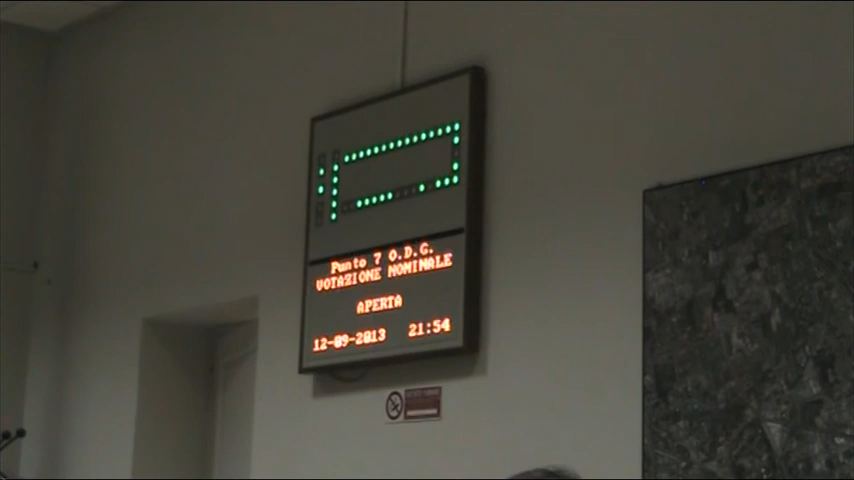 Punto 7 O.D.G.
VOTAZIONE NOMINALE
APERTA
12-09-2013 21:54